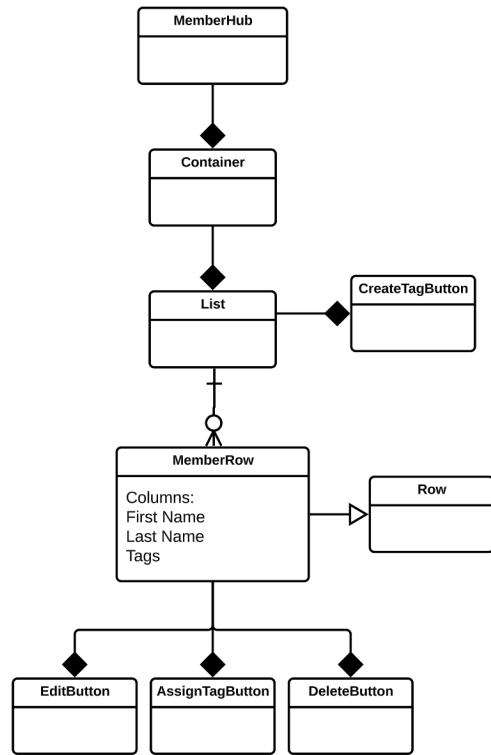 MemberHub
Container
List
CreateTagButton
MemberRow
Columns:
First Name
Last Name
Tags
Row
EditButton
AssignTagButton
DeleteButton